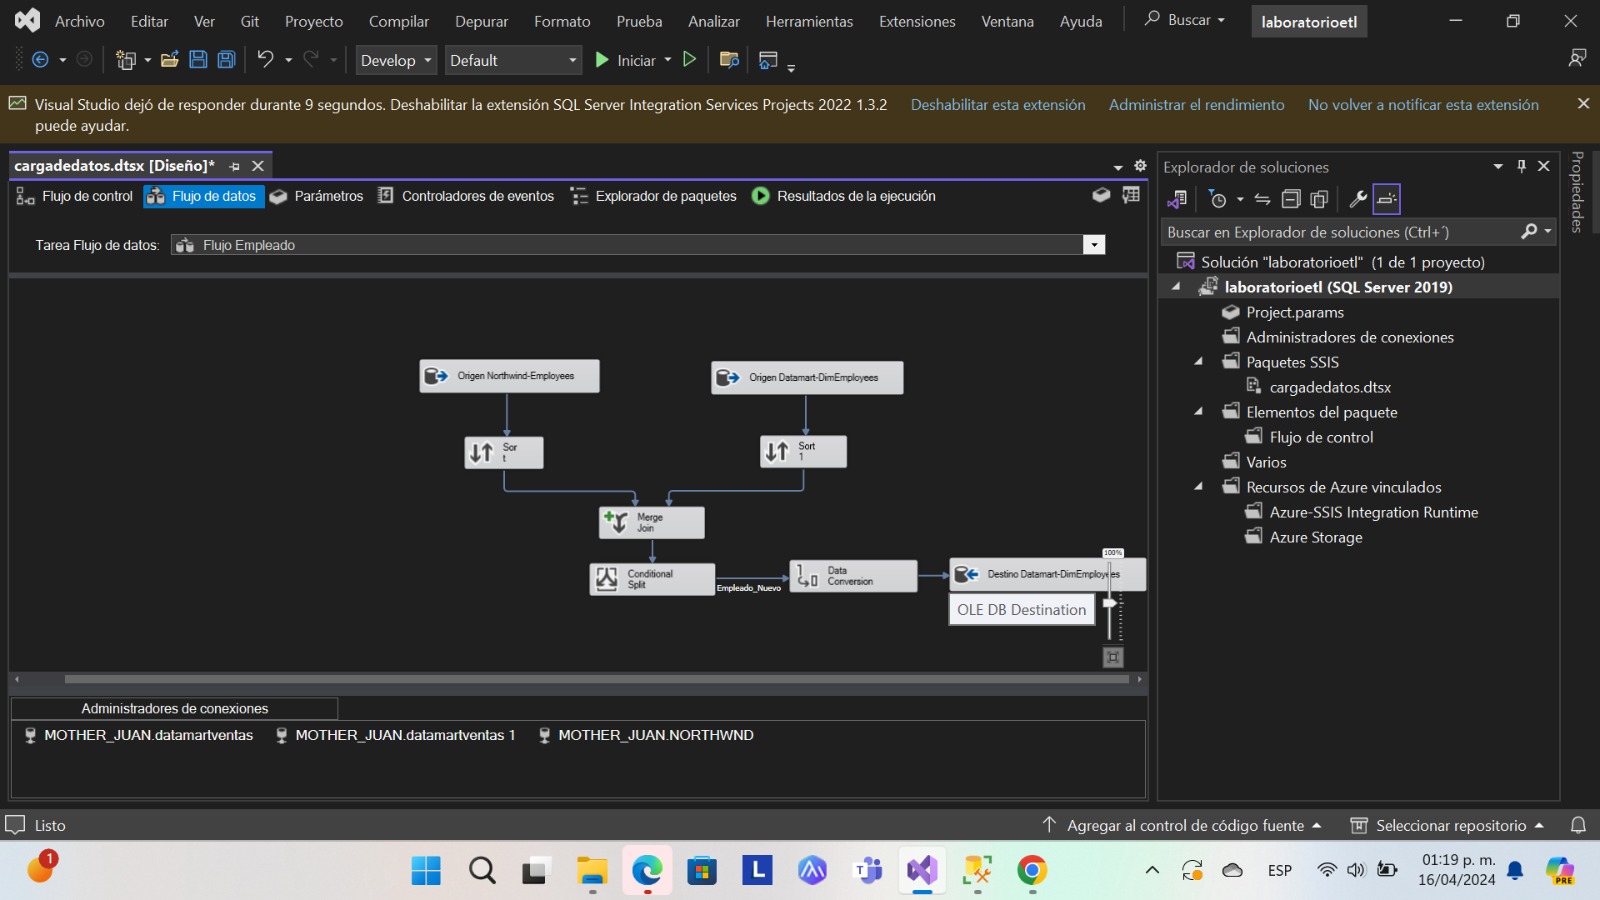 Archivo Editar Ver Git Proyecto Compilar Depurar Formato Prueba Analizar Herramientas Extensiones Ventana Ayuda Buscar laboratorioetl
Develop Default Iniciar
Visual Studio dejó de responder durante 9 segundos. Deshabilitar la extensión SQL Server Integration Services Projects 2022 1.3.2 Deshabilitar esta extensión Administrar el rendimiento No volver a notificar esta extensión
puede ayudar.
cargadedatos.dtsx [Diseño]*
Flujo de control Flujo de datos Parámetros Controladores de eventos Explorador de paquetes Resultados de la ejecución
Tarea Flujo de datos: Flujo Empleado
Origen Northwind-Employees Origen Datamart-DimEmployees
Sor
t
Sort
1
Merge
Join
Conditional
Split
Empleado_Nuevo
Data
Conversion
Destino Datamart-DimEmployees
OLE DB Destination
100%
Administradores de conexiones
MOTHER_JUAN.datamartventas MOTHER_JUAN.datamartventas 1 MOTHER_JUAN.NORTHWND
Explorador de soluciones
Buscar en Explorador de soluciones (Ctrl+´)
Solución "laboratorioetl" (1 de 1 proyecto)
laboratorioetl (SQL Server 2019)
Project.params
Administradores de conexiones
Paquetes SSIS
cargadedatos.dtsx
Elementos del paquete
Flujo de control
Varios
Recursos de Azure vinculados
Azure-SSIS Integration Runtime
Azure Storage
Propiedades
Listo Agregar al control de código fuente Seleccionar repositorio
1
L
ESP
01:19 p. m.
16/04/2024
PRE